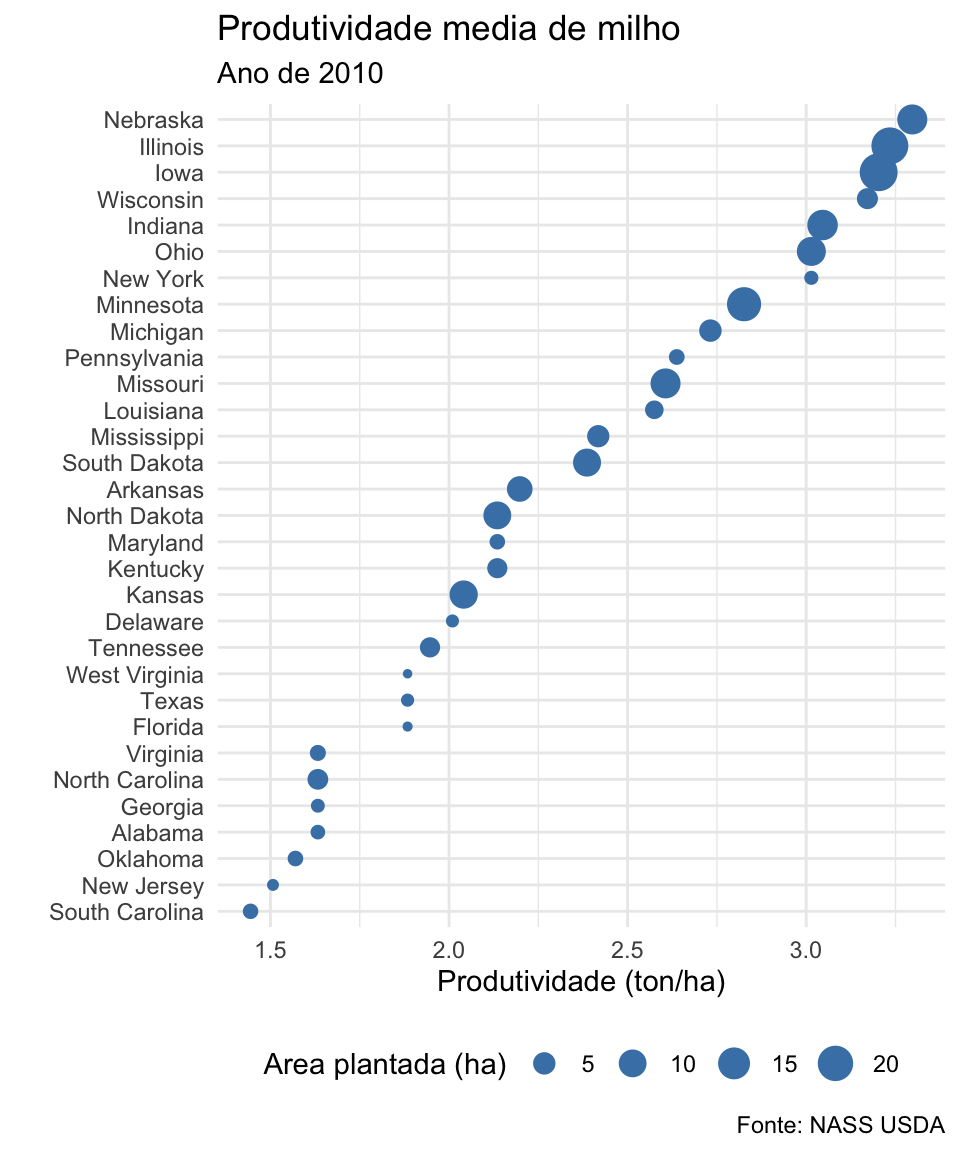 Produtividade media de milho
Ano de 2010
Nebraska
Illinois
Iowa
Wisconsin
Indiana
Ohio
New York
Minnesota
Michigan
Pennsylvania
Missouri
Louisiana
Mississippi
South Dakota
Arkansas
North Dakota
Maryland
Kentucky
Kansas
Delaware
Tennessee
West Virginia
Texas
Florida
Virginia
North Carolina
Georgia
Alabama
Oklahoma
New Jersey
South Carolina
1.5 2.0 2.5 3.0
Produtividade (ton/ha)
Area plantada (ha) 5 10 15 20
Fonte: NASS USDA